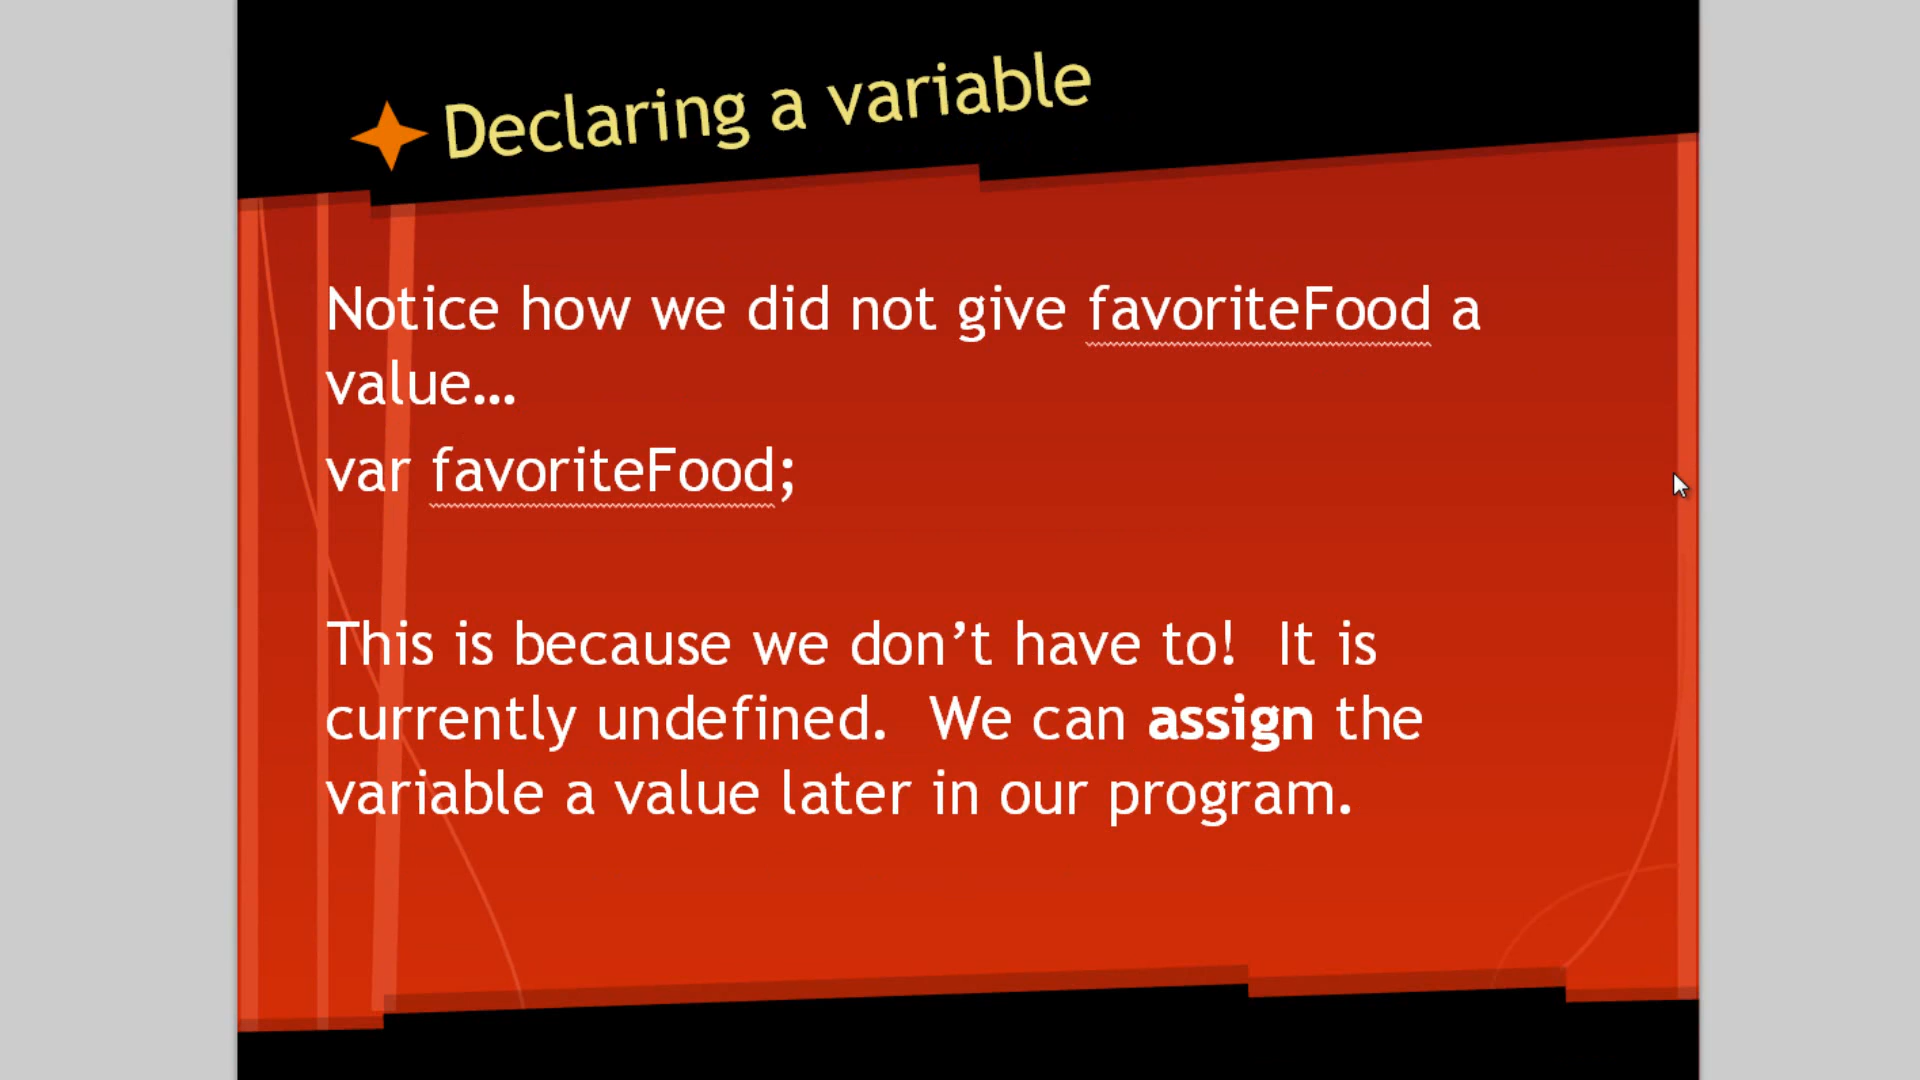 Declaring a variable
Notice how we did not give favoriteFood a
value...
var favoriteFood;
This is because we don’t have to!  It is
currently undefined.  We can assign the
variable a value later in our program.